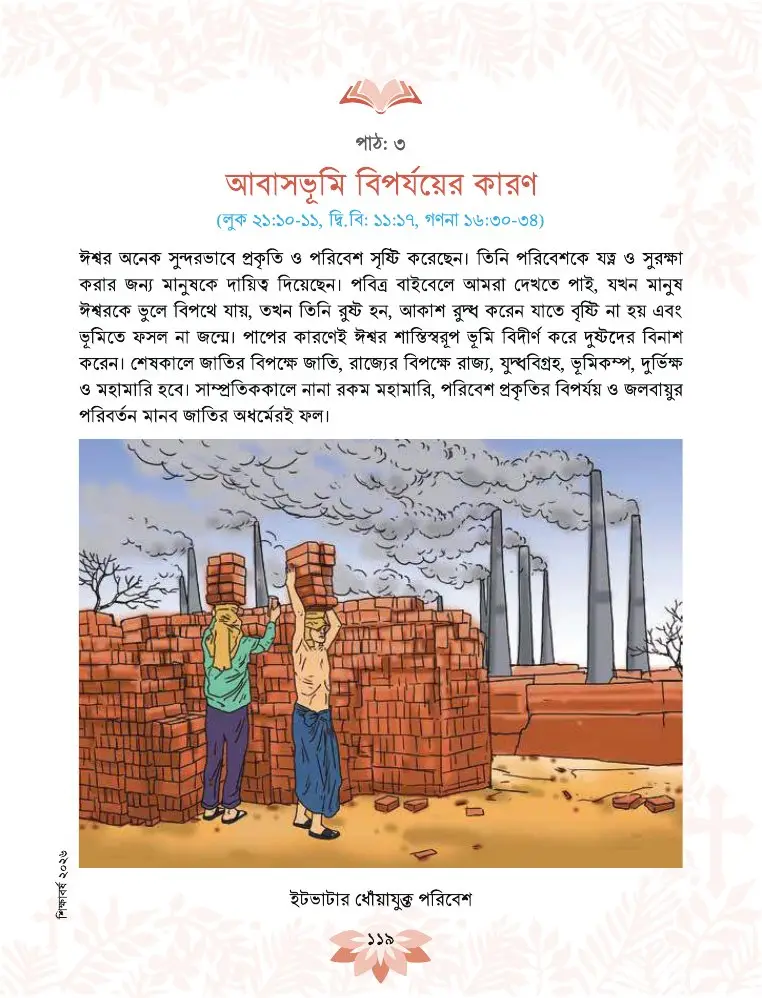 পাঠ: ৩
আবাসভূমি বিপর্যয়ের কারণ
(লুক ২১:১০-১১, দ্বি.বি: ১১:১৭, গণনা ১৬:৩০-৩৪)
ঈশ্বর অনেক সুন্দরভাবে প্রকৃতি ও পরিবেশ সৃষ্টি করেছেন। তিনি পরিবেশকে যত্ন ও সুরক্ষা
করার জন্য মানুষকে দায়িত্ব দিয়েছেন। পবিত্র বাইবেলে আমরা দেখতে পাই, যখন মানুষ
ঈশ্বরকে ভুলে বিপথে যায়, তখন তিনি রুষ্ট হন, আকাশ রুদ্ধ করেন যাতে বৃষ্টি না হয় এবং
ভূমিতে ফসল না জন্মে। পাপের কারণেই ঈশ্বর শাস্তিস্বরূপ ভূমি বিদীর্ণ করে দুষ্টদের বিনাশ
করেন। শেষকালে জাতির বিপক্ষে জাতি, রাজ্যের বিপক্ষে রাজ্য, যুদ্ধবিগ্রহ, ভূমিকম্প, দুর্ভিক্ষ
ও মহামারি হবে। সাম্প্রতিককালে নানা রকম মহামারি, পরিবেশ প্রকৃতির বিপর্যয় ও জলবায়ুর
পরিবর্তন মানব জাতির অধর্মেরই ফল।
ইটভাটার ধোঁয়াযুক্ত পরিবেশ
শিক্ষাবর্ষ ২০২৬
১১৯